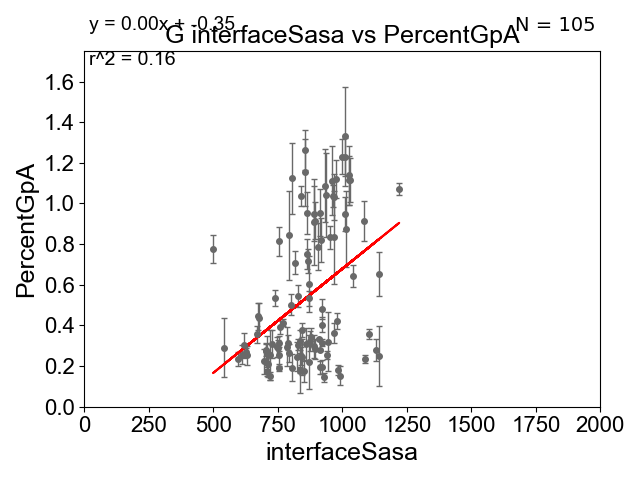 y = 0.00x + -0.35
N = 105
G interfaceSasa vs PercentGpA
r^2 = 0.16
PercentGpA
1.6
1.4
1.2
1.0
0.8
0.6
0.4
0.2
0.0
0 250 500 750 1000 1250 1500 1750 2000
interfaceSasa